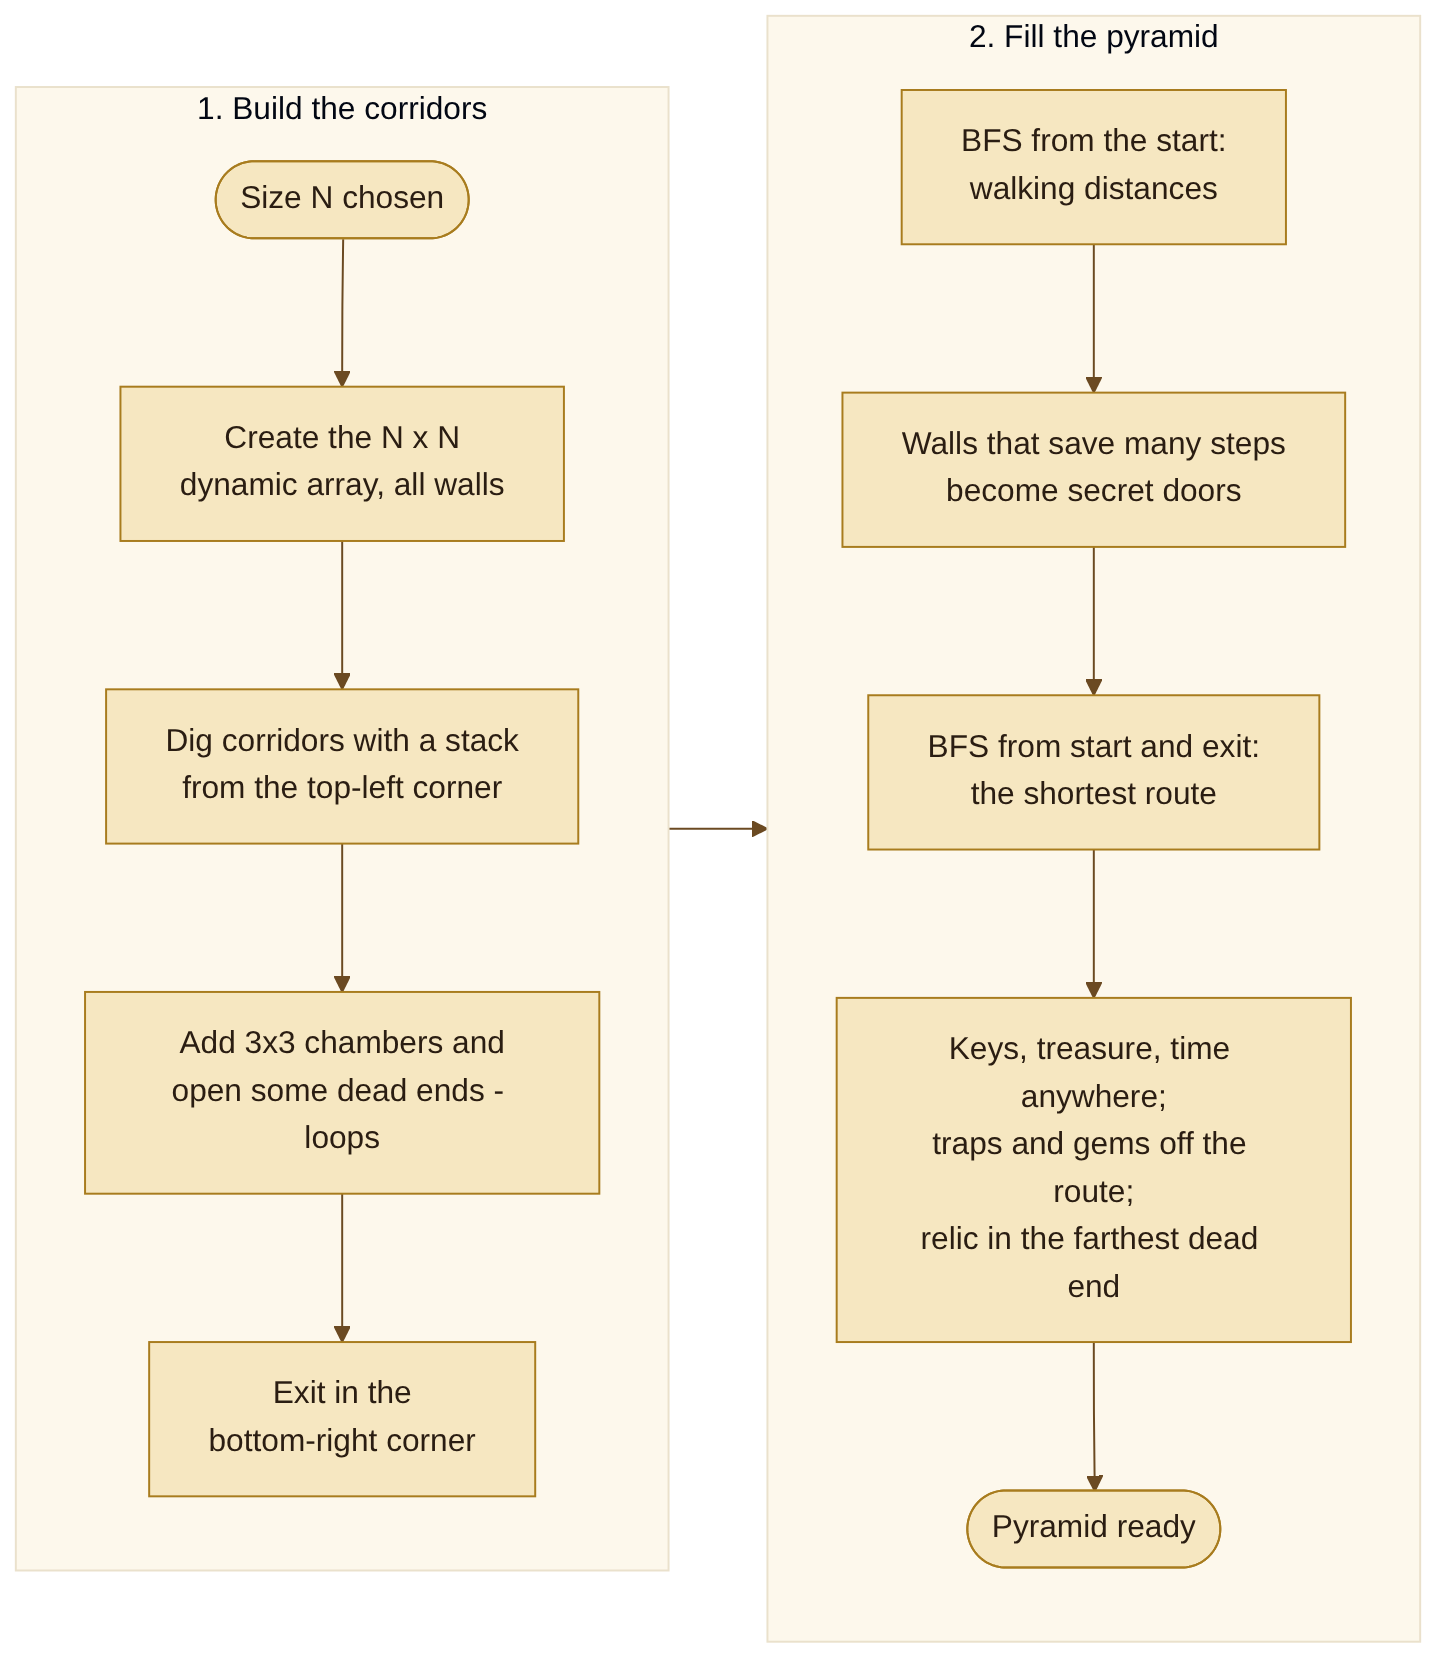 1. Build the corridors
Size N chosen
Create the N x N
dynamic array, all walls
Dig corridors with a stack
from the top-left corner
Add 3x3 chambers and
open some dead ends -
loops
Exit in the
bottom-right corner
2. Fill the pyramid
BFS from the start:
walking distances
Walls that save many steps
become secret doors
BFS from start and exit:
the shortest route
Keys, treasure, time
anywhere;
traps and gems off the
route;
relic in the farthest dead
end
Pyramid ready